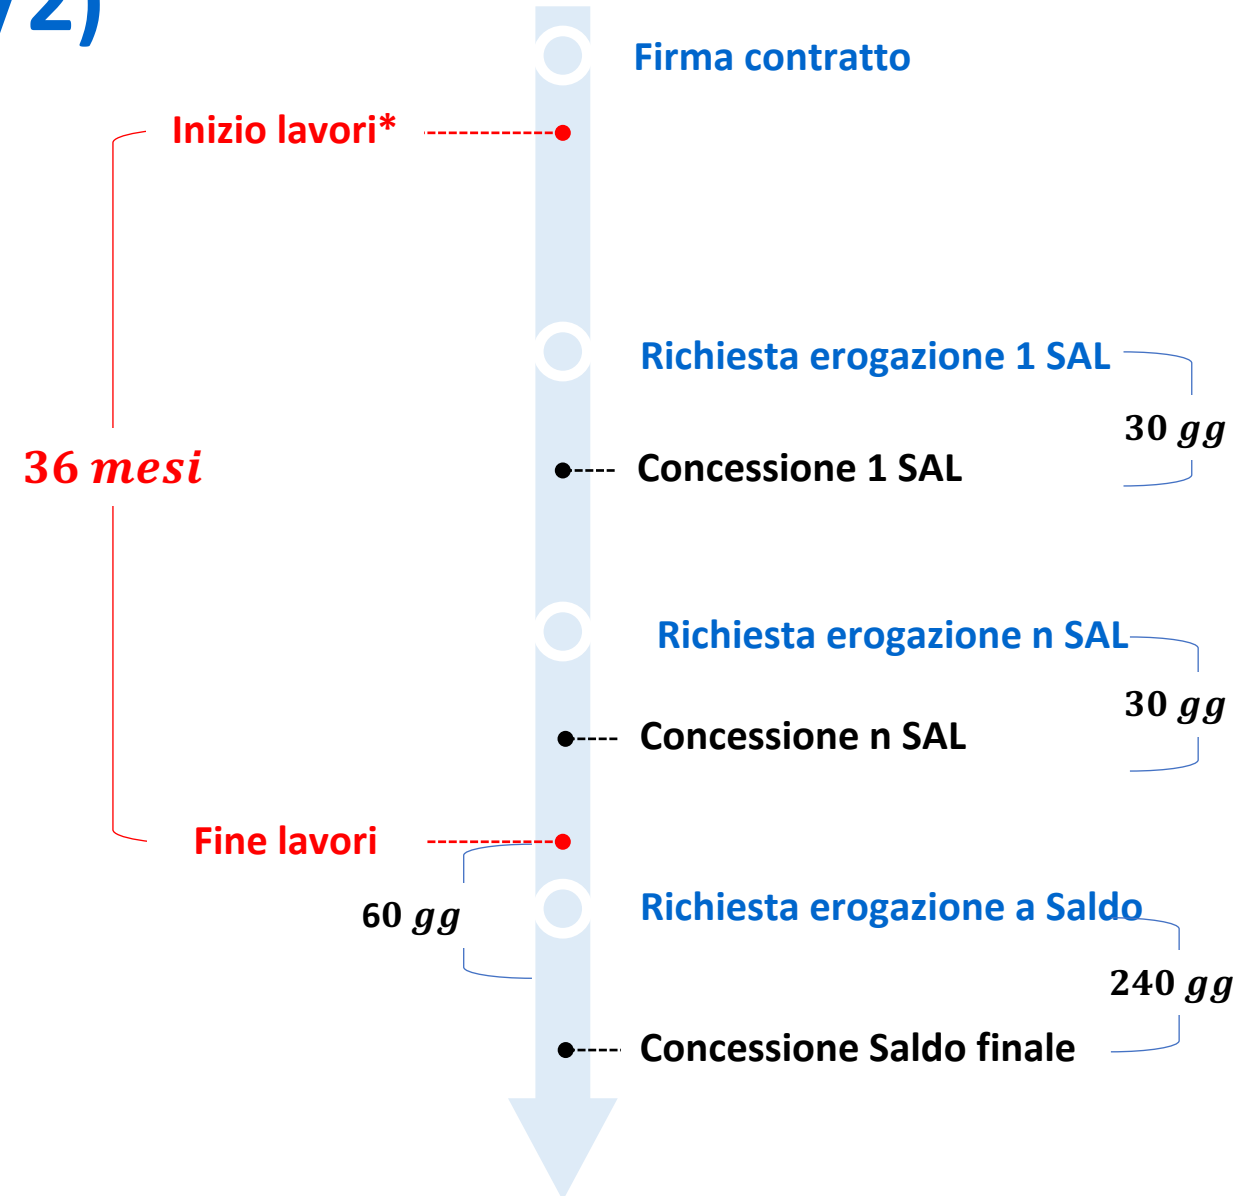 /2)
Firma contratto
Inizio lavori*
Richiesta erogazione 1 SAL
30 gg
36 mesi
Concessione 1 SAL
Richiesta erogazione n SAL
30 gg
Concessione n SAL
Fine lavori
60 gg
Richiesta erogazione a Saldo
240 gg
Concessione Saldo finale